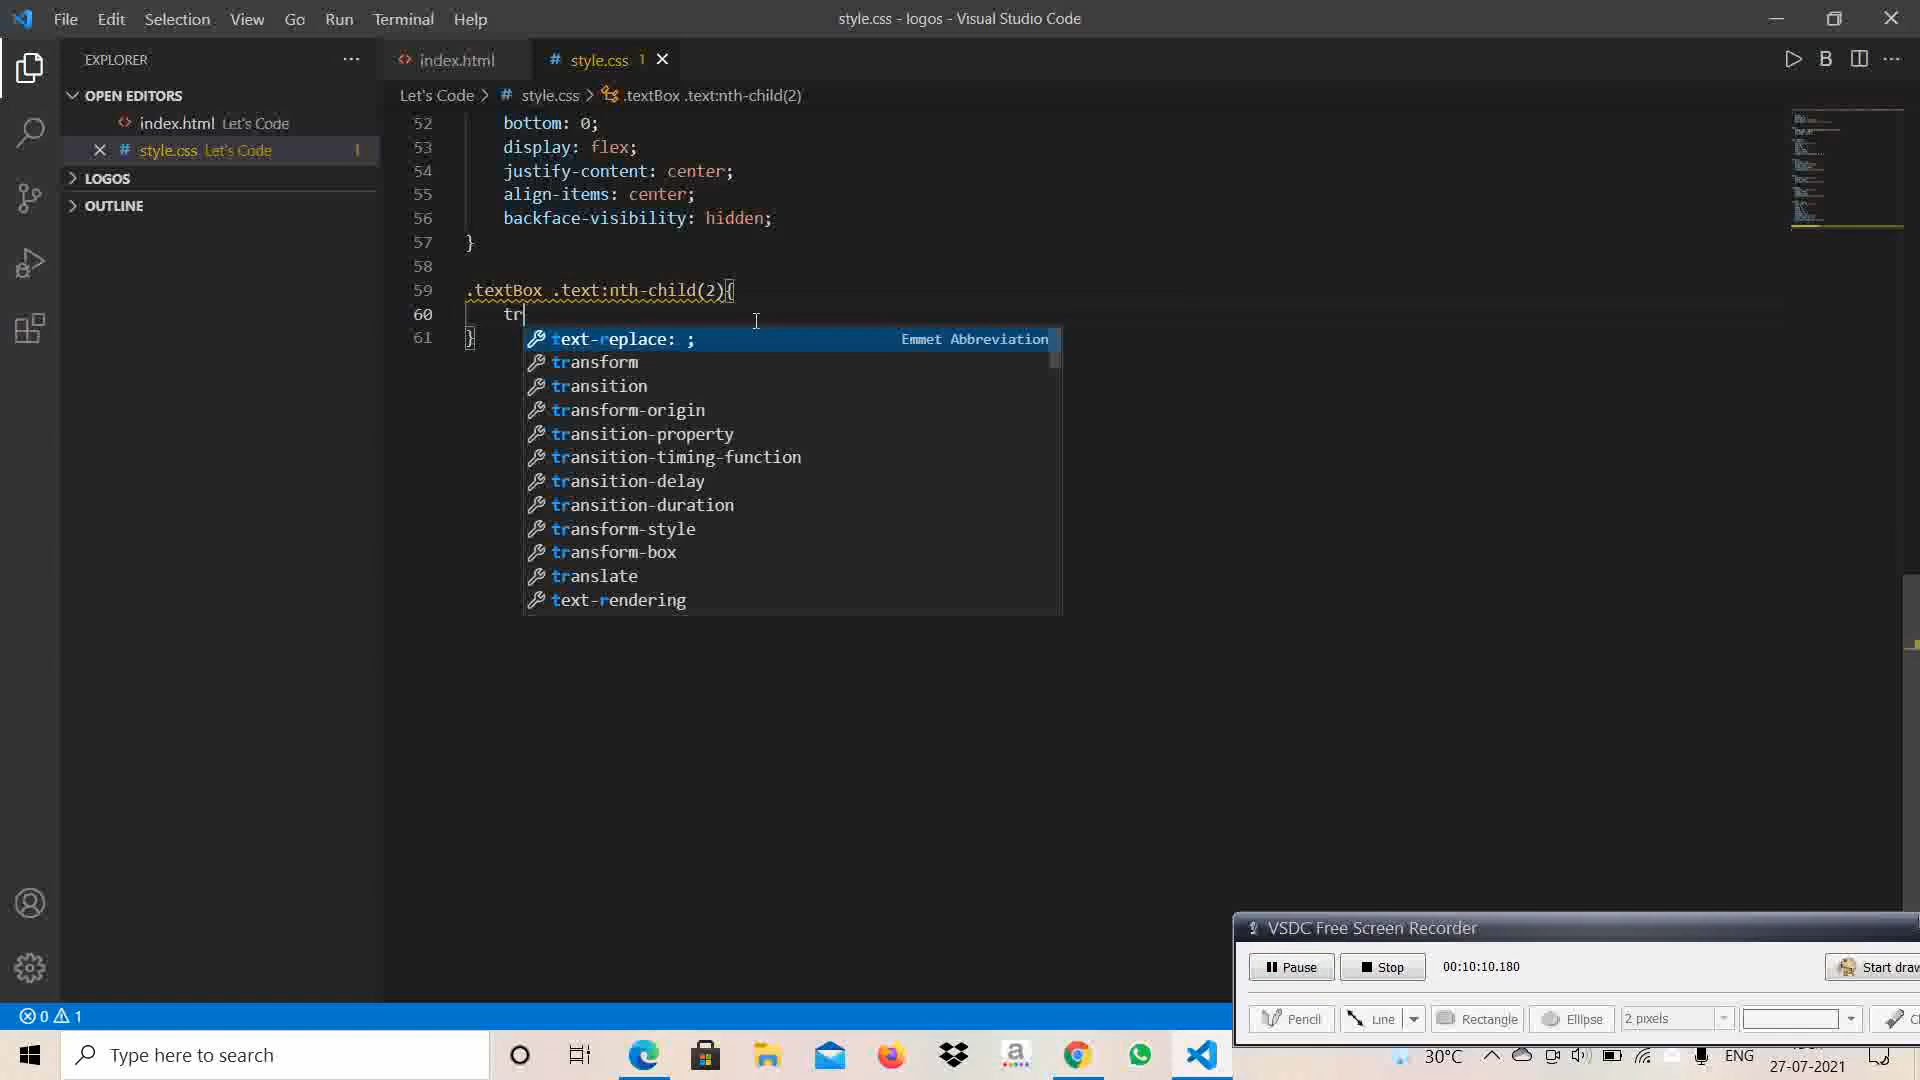 File Edit Selection View Go Run Terminal Help
style.css - logos - Visual Studio Code
EXPLORER
index.html
style.css 1
OPEN EDITORS
index.html Let's Code
style.css Let's Code 1
LOGOS
OUTLINE
Let's Code > # style.css > .textBox .text:nth-child(2)
52 bottom: 0;
53 display: flex;
54 justify-content: center;
55 align-items: center;
56 backface-visibility: hidden;
57 }
58
59 .textBox .text:nth-child(2){
60 tr
61 }
text-replace: ; Emmet Abbreviation
transform
transition
transform-origin
transition-property
transition-timing-function
transition-delay
transition-duration
transform-style
transform-box
translate
text-rendering
VSDC Free Screen Recorder
Pause Stop 00:10:10.180 Start draw
Pencil Line Rectangle Ellipse 2 pixels
0 1
Type here to search
30°C ENG
27-07-2021